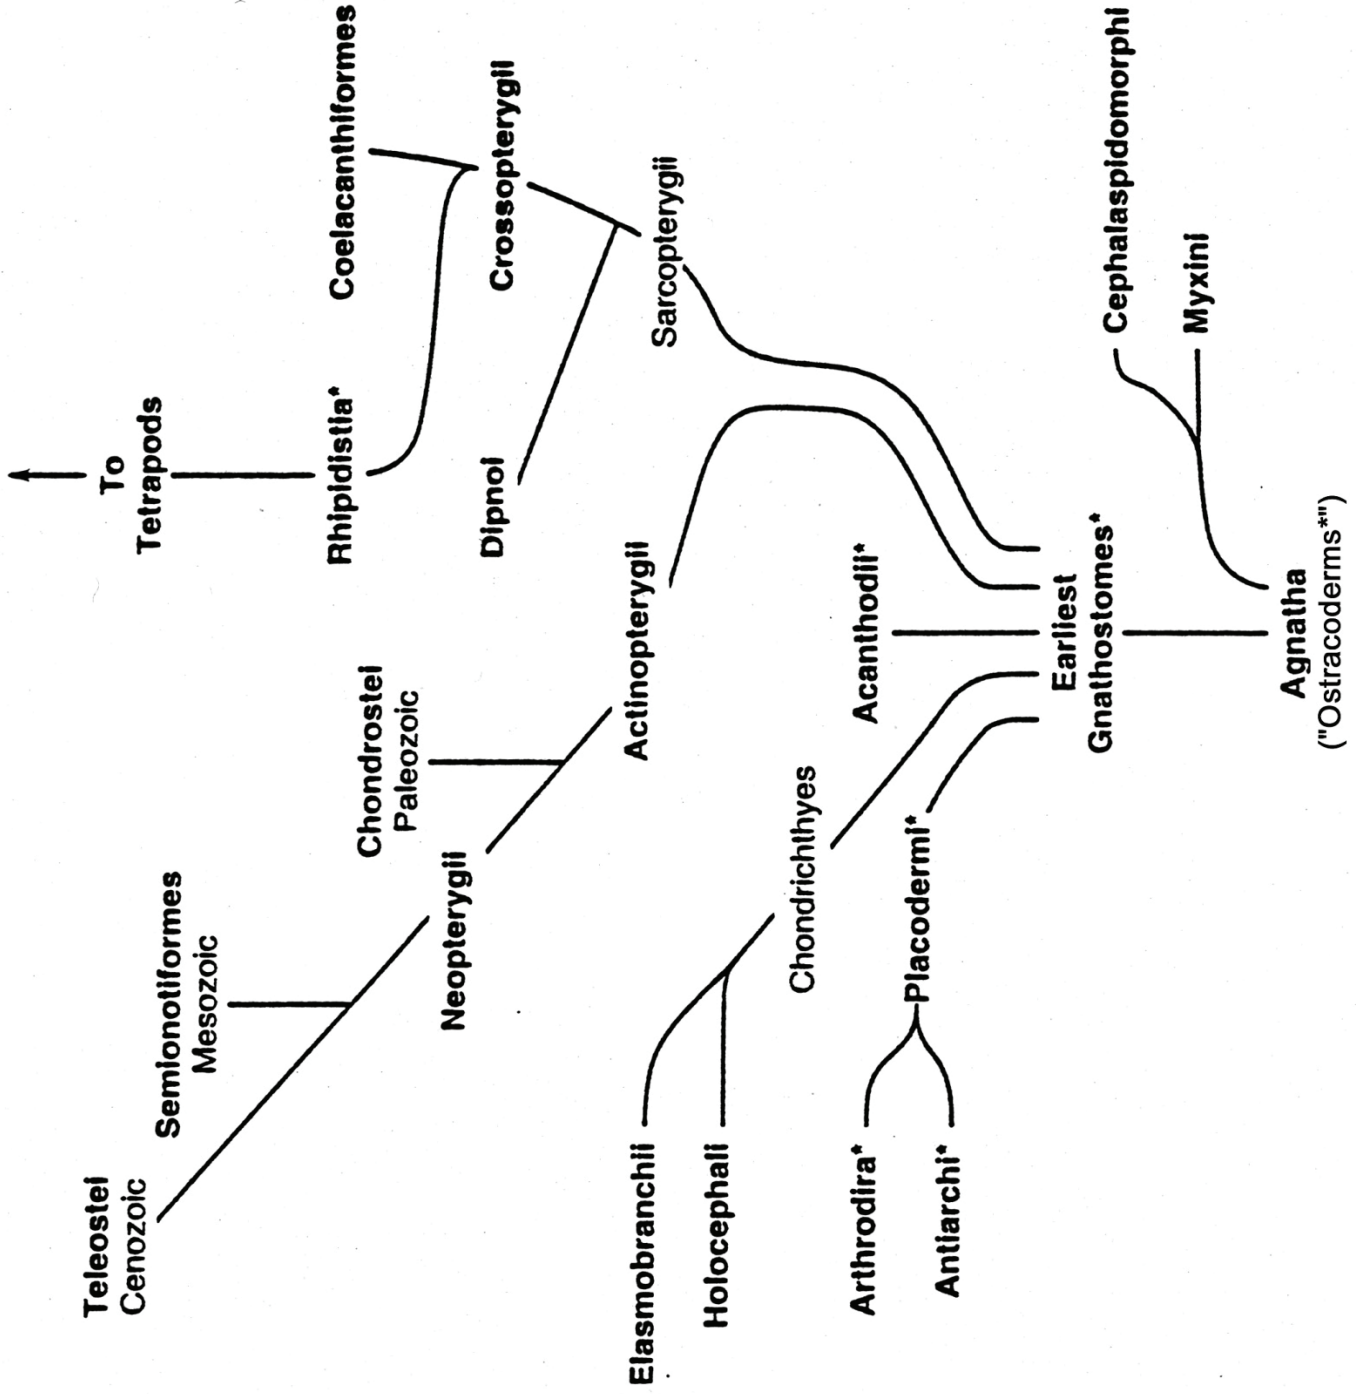 To
Tetrapods
Teleostei
Cenozoic
Semionotiformes
Mesozoic
Rhipidistia*
Coelacanthiformes
Chondrostei
Paleozoic
Neopterygii
Dipnoi
Crossopterygii
Actinopterygii
Sarcopterygii
Elasmobranchii
Holocephali
Chondrichthyes
Acanthodii*
Arthrodira*
Antiarchi*
Placodermi*
Earliest
Gnathostomes*
Cephalaspidomorphi
Myxini
Agnatha
("Ostracoderms*")